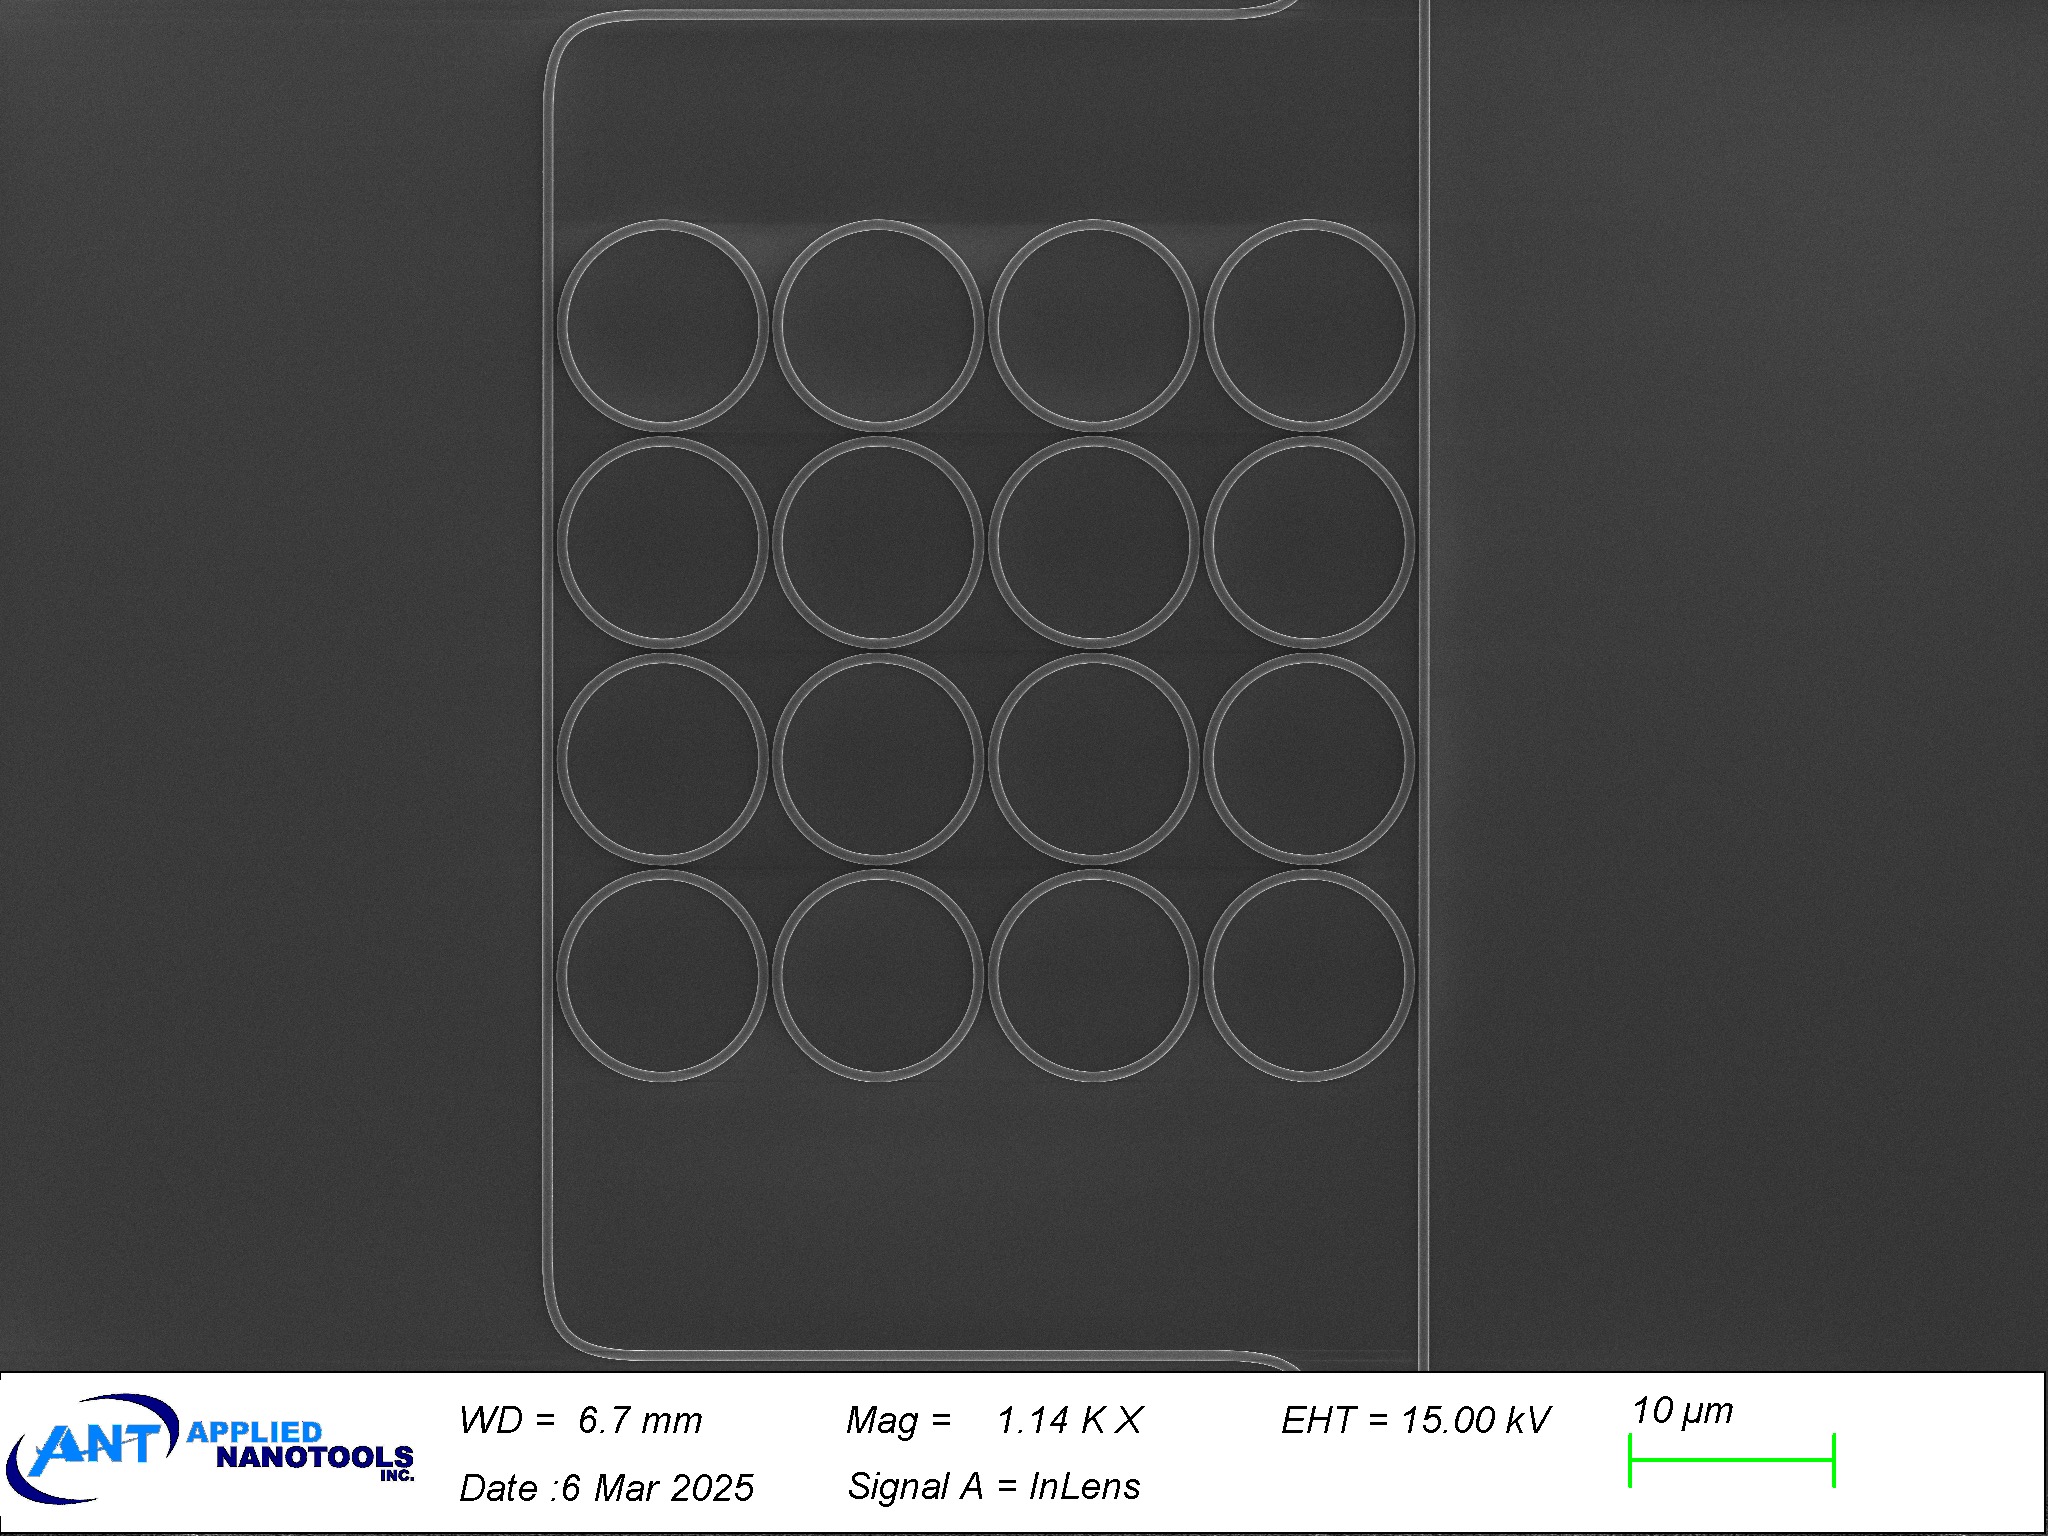 ANT APPLIED NANOTOOLS INC.
WD = 6.7 mm Mag = 1.14 K X EHT = 15.00 kV 10 µm
Date :6 Mar 2025 Signal A = InLens